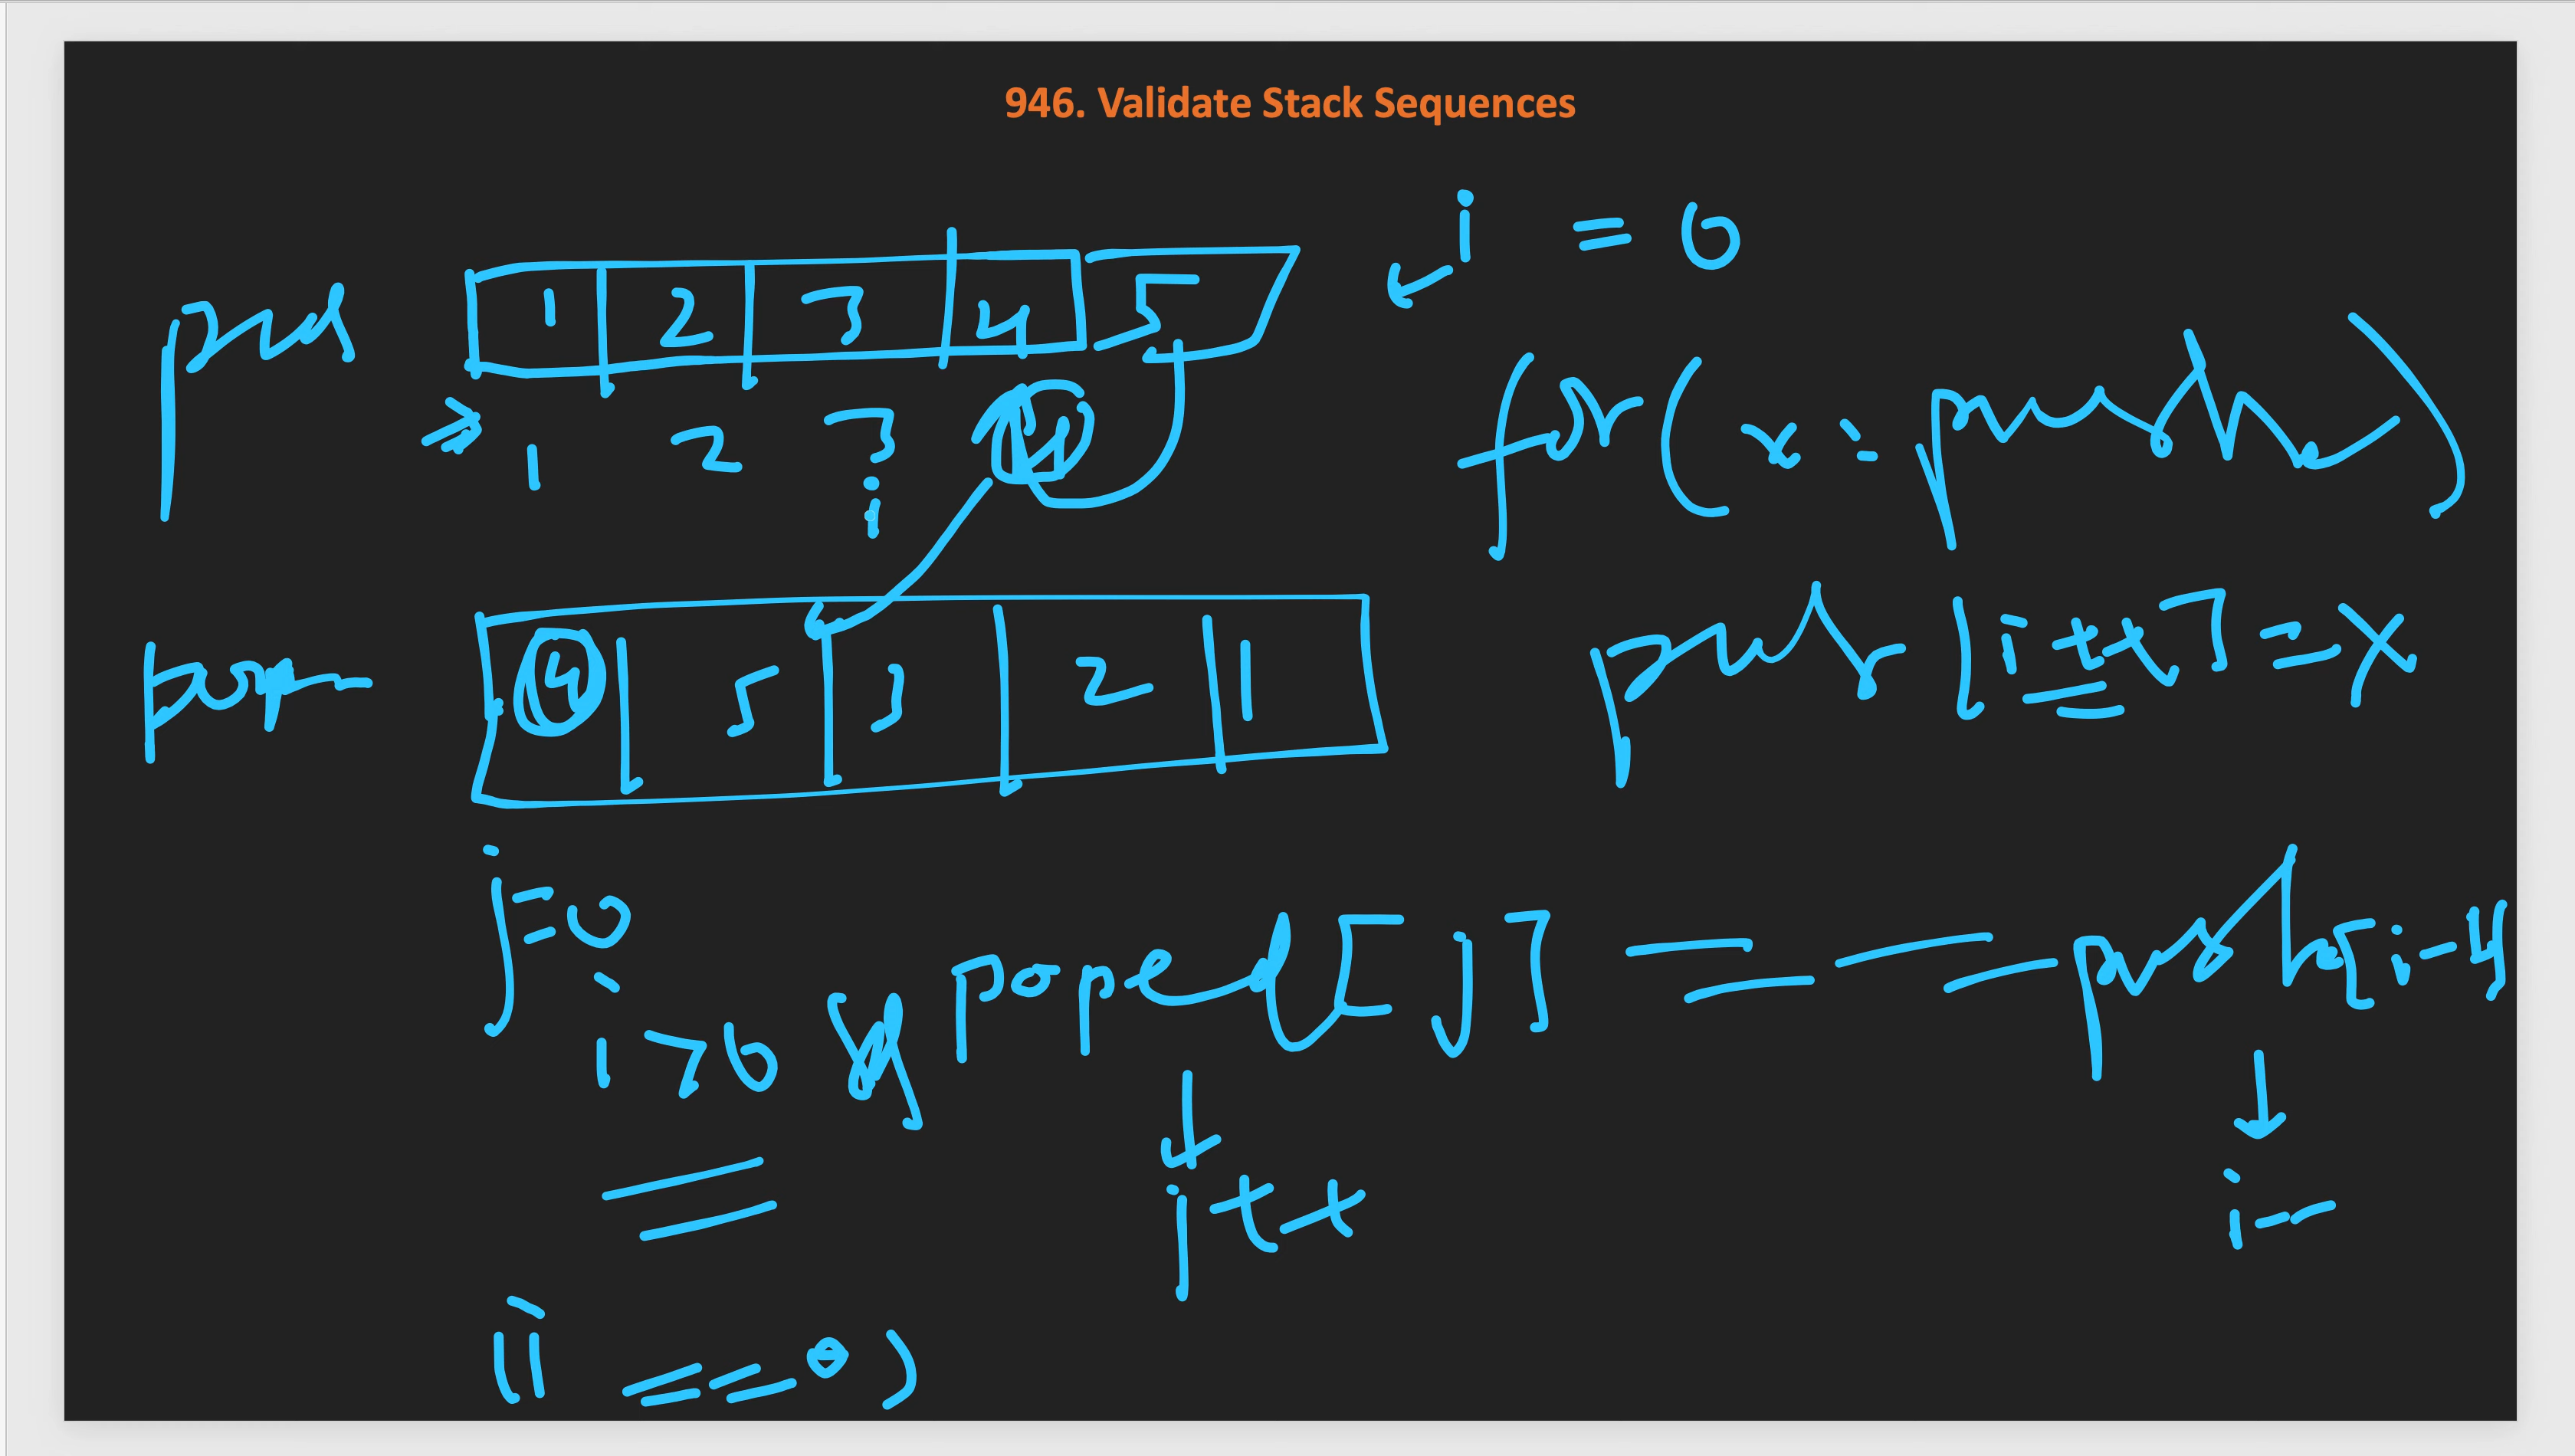 946. Validate Stack Sequences
i = 0
push 1 2 3 4 5
for(x: pushed)
1 2 3 4
i
push[i++]=x
pop 4 5 3 2 1
j=0
i>0 && poped[j] == push[i-1]
j++ i--
(i == 0)